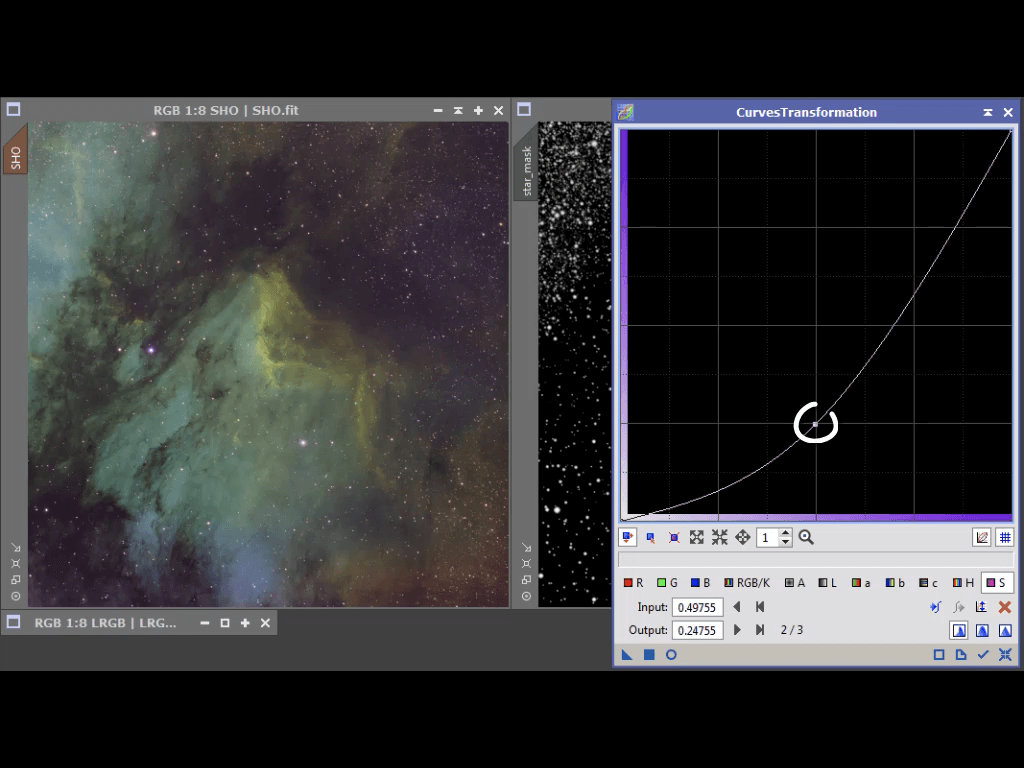 RGB 1:8 SHO | SHO.fit
SHO
star_mask
CurvesTransformation
1
R G B RGB/K A L a b c H S
Input: 0.49755
Output: 0.24755 2 / 3
RGB 1:8 LRGB | LRG...